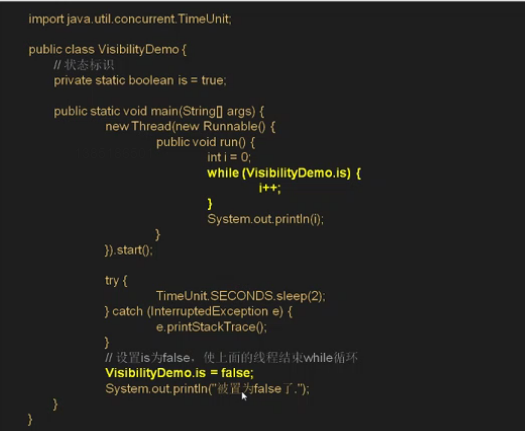 import java.util.concurrent.TimeUnit;
public class VisibilityDemo {
// 状态标识
private static boolean is = true;
public static void main(String[] args) {
new Thread(new Runnable() {
public void run() {
int i = 0;
while (VisibilityDemo.is) {
i++;
}
System.out.println(i);
}
}).start();
try {
TimeUnit.SECONDS.sleep(2);
} catch (InterruptedException e) {
e.printStackTrace();
}
// 设置is为false，使上面的线程结束while循环
VisibilityDemo.is = false;
System.out.println("被置为false了.");
}
}